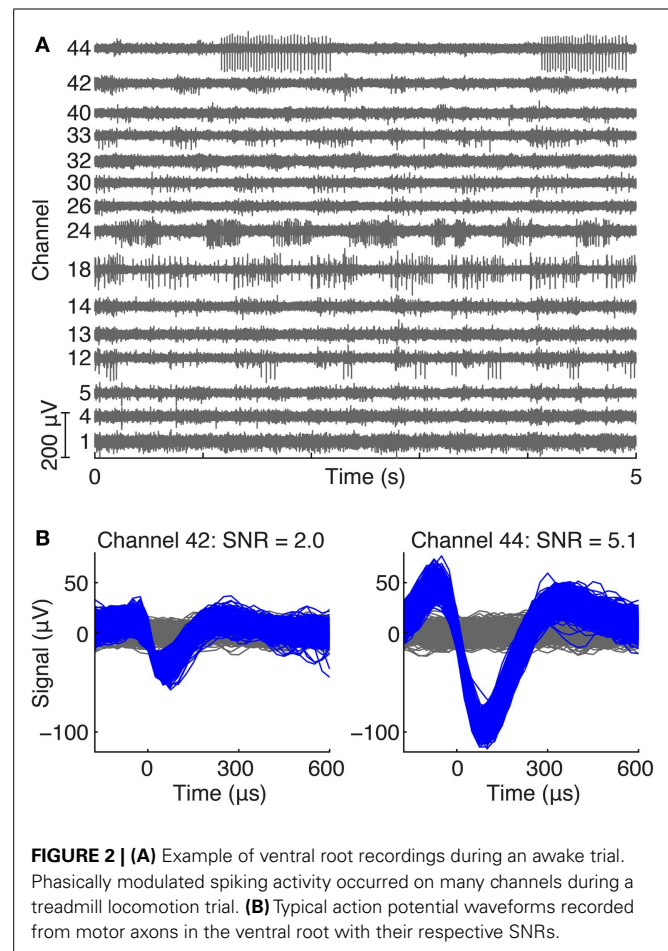 A
44
42
40
33
32
30
26
24
18
14
13
12
5
4
1
Channel
200 µV
0 Time (s) 5
B
Channel 42: SNR = 2.0
Channel 44: SNR = 5.1
Signal (µV)
50
0
−100
0 300 600
Time (µs)
50
0
−100
0 300 600
Time (µs)
FIGURE 2 | (A) Example of ventral root recordings during an awake trial.
Phasically modulated spiking activity occurred on many channels during a
treadmill locomotion trial. (B) Typical action potential waveforms recorded
from motor axons in the ventral root with their respective SNRs.